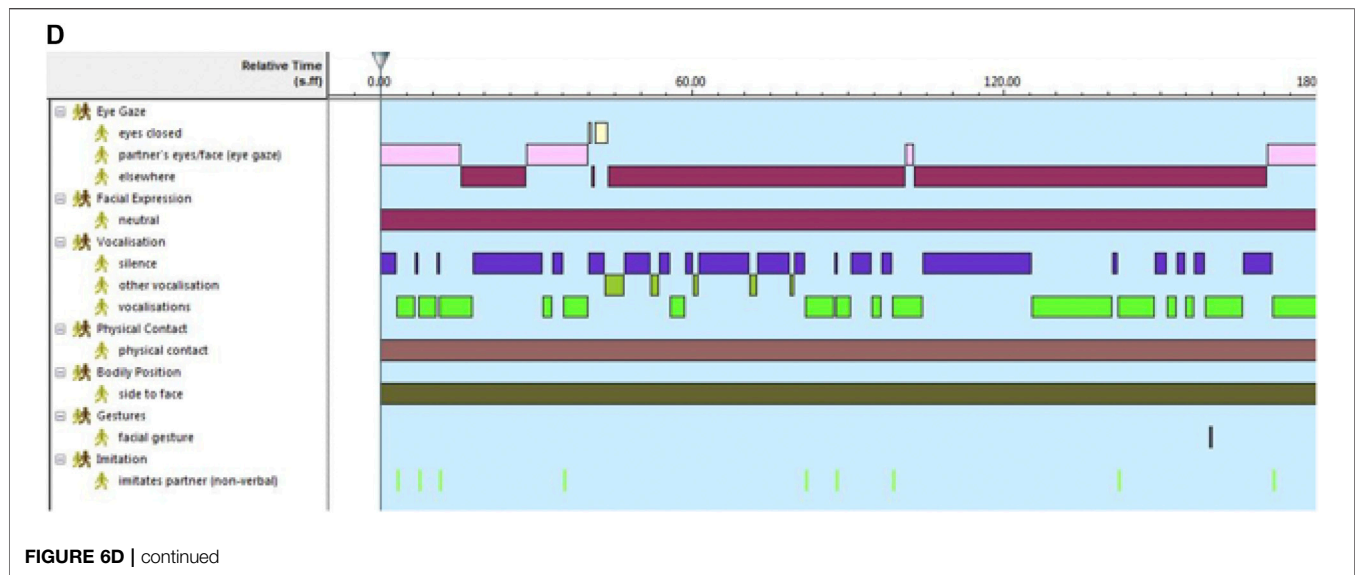 D
Relative Time
(s.ff)
0.00 60.00 120.00 180
Eye Gaze
eyes closed
partner's eyes/face (eye gaze)
elsewhere
Facial Expression
neutral
Vocalisation
silence
other vocalisation
vocalisations
Physical Contact
physical contact
Bodily Position
side to face
Gestures
facial gesture
Imitation
imitates partner (non-verbal)
FIGURE 6D | continued